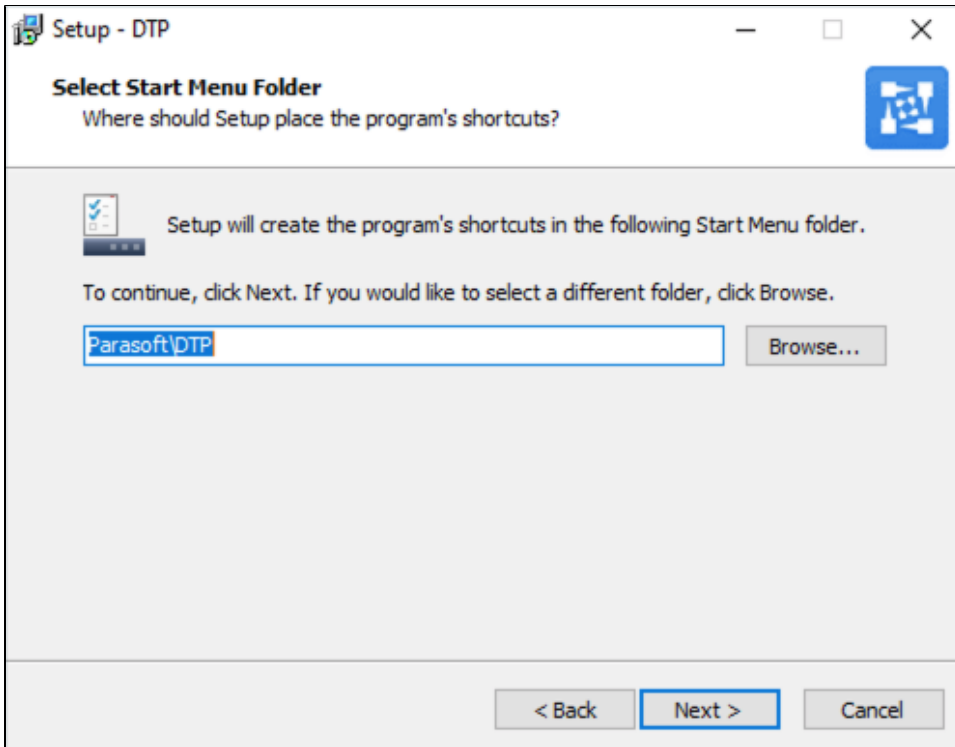 Setup - DTP
Select Start Menu Folder
Where should Setup place the program's shortcuts?
Setup will create the program's shortcuts in the following Start Menu folder.
To continue, click Next. If you would like to select a different folder, click Browse.
Parasoft\DTP
Browse...
< Back
Next >
Cancel